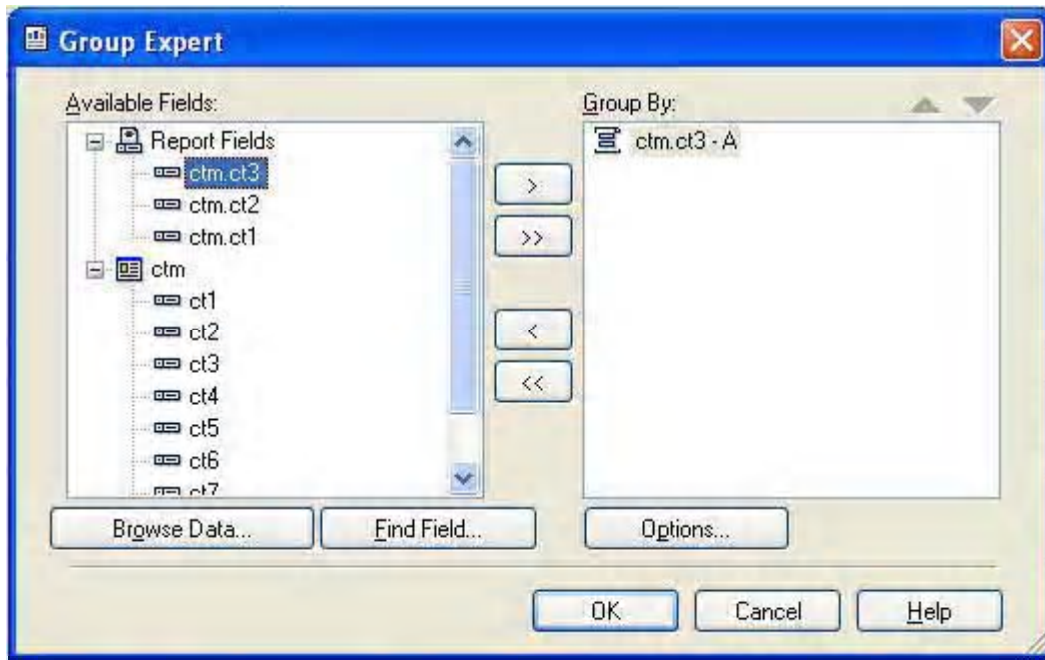 Group Expert
Available Fields:
Report Fields
ctm.ct3
ctm.ct2
ctm.ct1
ctm
ct1
ct2
ct3
ct4
ct5
ct6
ct7
>
>>
<
<<
Group By:
ctm.ct3 - A
Browse Data...
Find Field...
Options...
OK
Cancel
Help